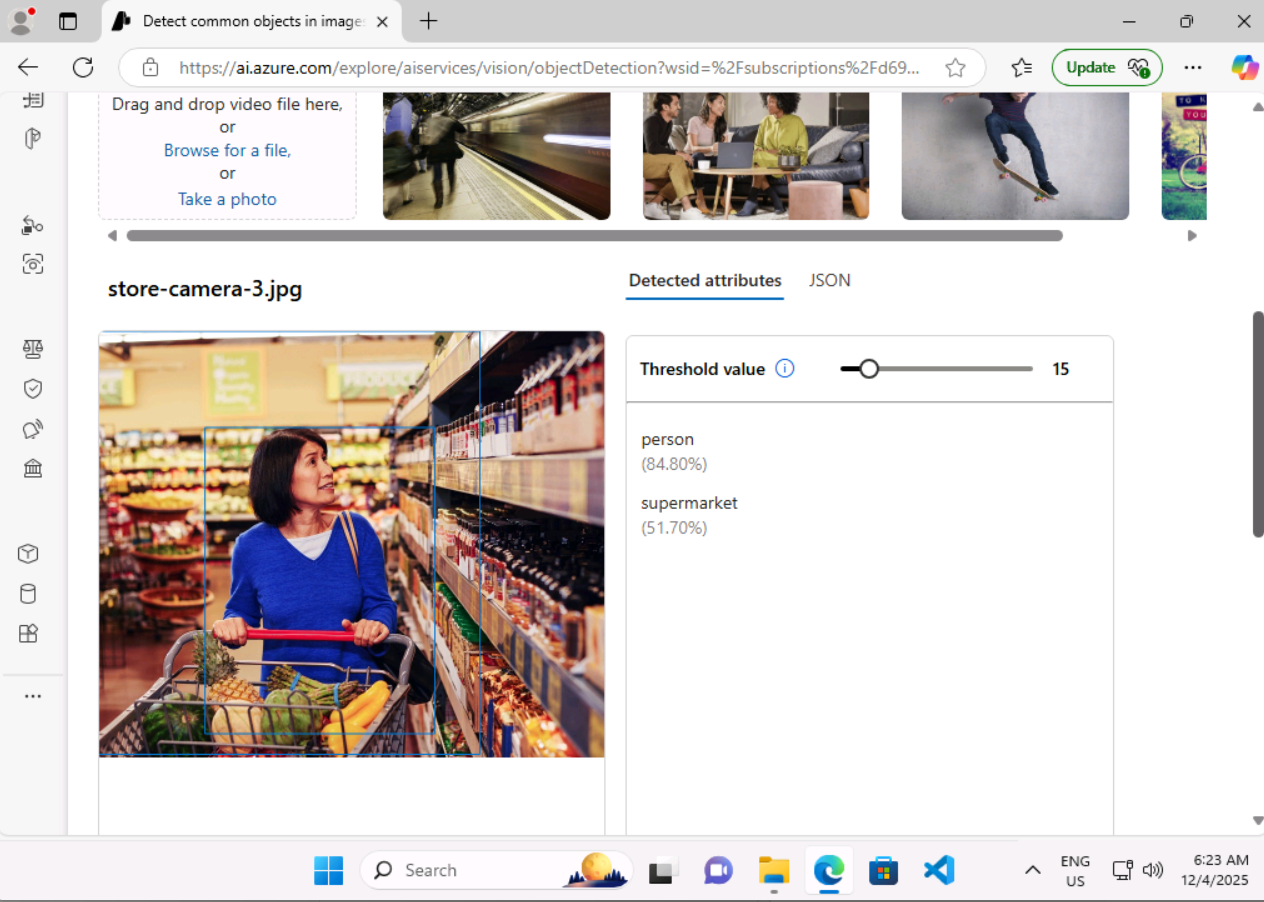 Detect common objects in images
https://ai.azure.com/explore/aiservices/vision/objectDetection?wsid=%2Fsubscriptions%2Fd69...
Update
Drag and drop video file here,
or
Browse for a file,
or
Take a photo
store-camera-3.jpg
Detected attributes
JSON
Threshold value
15
person
(84.80%)
supermarket
(51.70%)
PRODUCE
Search
ENG
US
6:23 AM
12/4/2025